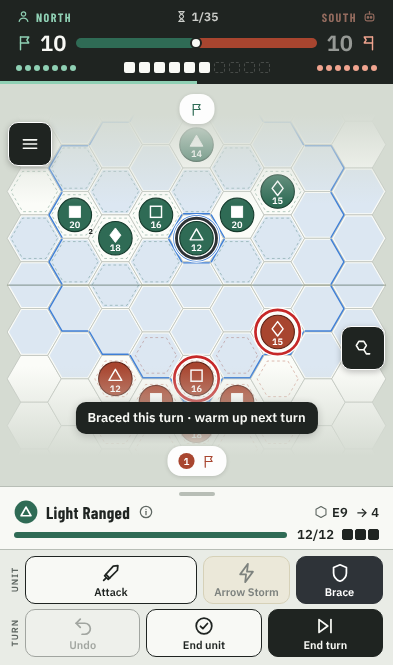 NORTH
1/35
SOUTH
10
10
14
15
20
16
20
2
18
12
15
12
16
Braced this turn · warm up next turn
1
Light Ranged
E9 → 4
12/12
UNIT
Attack
Arrow Storm
Brace
TURN
Undo
End unit
End turn